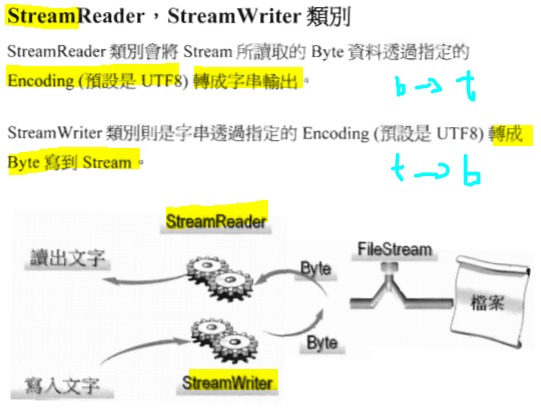 StreamReader，StreamWriter 類別
StreamReader 類別會將 Stream 所讀取的 Byte 資料透過指定的
Encoding (預設是 UTF8) 轉成字串輸出。
b → t
StreamWriter 類別則是字串透過指定的 Encoding (預設是 UTF8) 轉成
Byte 寫到 Stream。
t → b
StreamReader
讀出文字
Byte
FileStream
檔案
Byte
寫入文字
StreamWriter